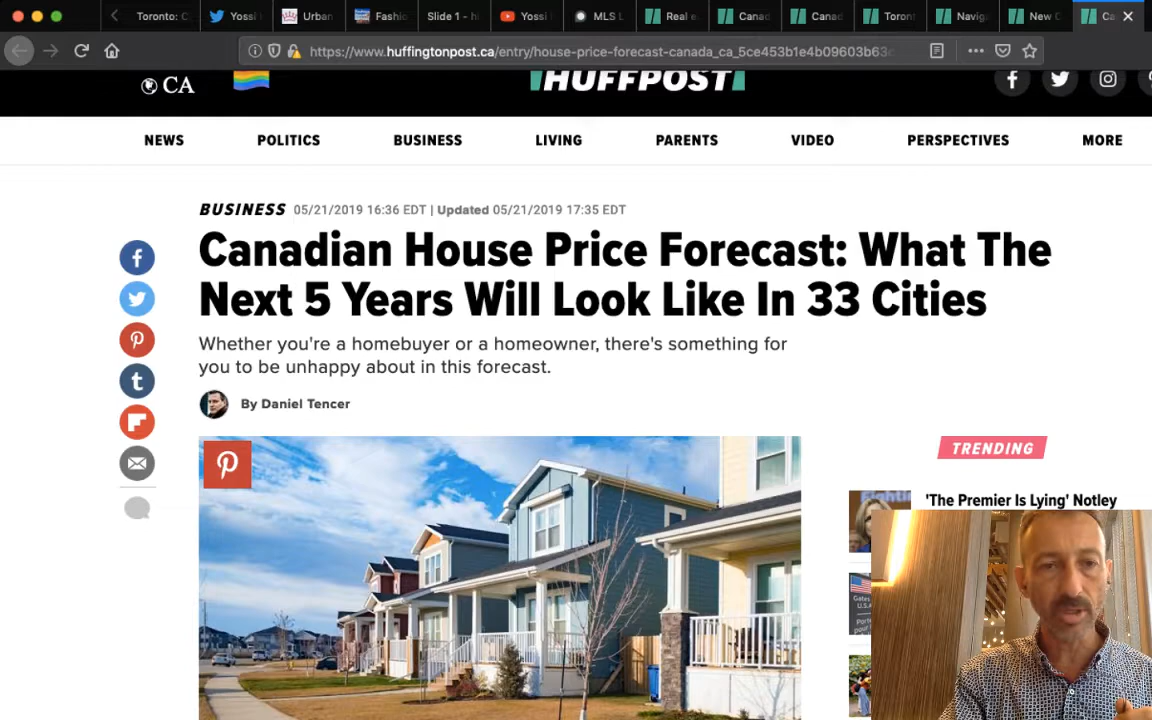 Toronto: C
Yossi
Urban
Fashio
Slide 1 - h
Yossi
MLS L
Real e
Canad
Canad
Toront
Naviga
New C
Ca
https://www.huffingtonpost.ca/entry/house-price-forecast-canada_ca_5ce453b1e4b09603b63c
CA
HUFFPOST
NEWS
POLITICS
BUSINESS
LIVING
PARENTS
VIDEO
PERSPECTIVES
MORE
BUSINESS 05/21/2019 16:36 EDT | Updated 05/21/2019 17:35 EDT
Canadian House Price Forecast: What The
Next 5 Years Will Look Like In 33 Cities
Whether you're a homebuyer or a homeowner, there's something for
you to be unhappy about in this forecast.
By Daniel Tencer
TRENDING
'The Premier Is Lying' Notley